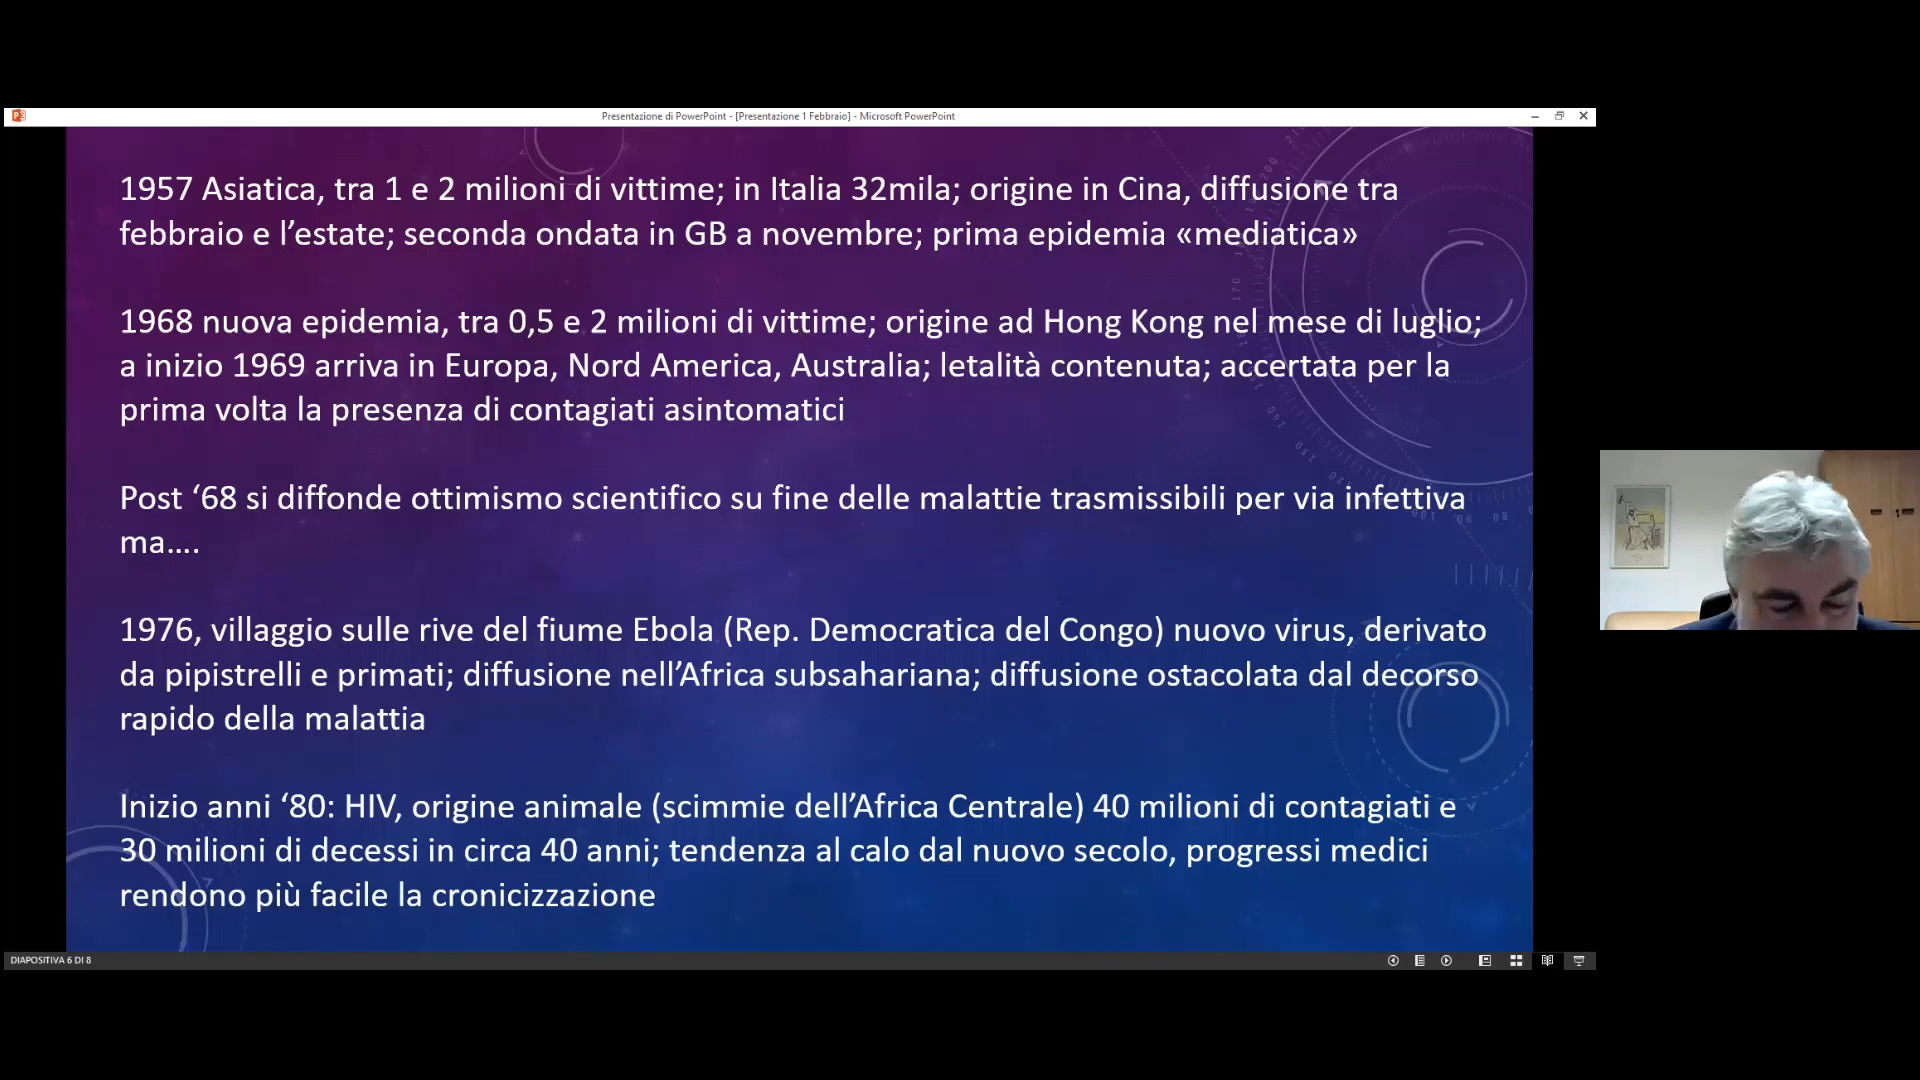 Presentazione di PowerPoint - [Presentazione 1 Febbraio] - Microsoft PowerPoint
1957 Asiatica, tra 1 e 2 milioni di vittime; in Italia 32mila; origine in Cina, diffusione tra
febbraio e l’estate; seconda ondata in GB a novembre; prima epidemia «mediatica»
1968 nuova epidemia, tra 0,5 e 2 milioni di vittime; origine ad Hong Kong nel mese di luglio;
a inizio 1969 arriva in Europa, Nord America, Australia; letalità contenuta; accertata per la
prima volta la presenza di contagiati asintomatici
Post ‘68 si diffonde ottimismo scientifico su fine delle malattie trasmissibili per via infettiva
ma....
1976, villaggio sulle rive del fiume Ebola (Rep. Democratica del Congo) nuovo virus, derivato
da pipistrelli e primati; diffusione nell’Africa subsahariana; diffusione ostacolata dal decorso
rapido della malattia
Inizio anni ‘80: HIV, origine animale (scimmie dell’Africa Centrale) 40 milioni di contagiati e
30 milioni di decessi in circa 40 anni; tendenza al calo dal nuovo secolo, progressi medici
rendono più facile la cronicizzazione
DIAPOSITIVA 6 DI 8